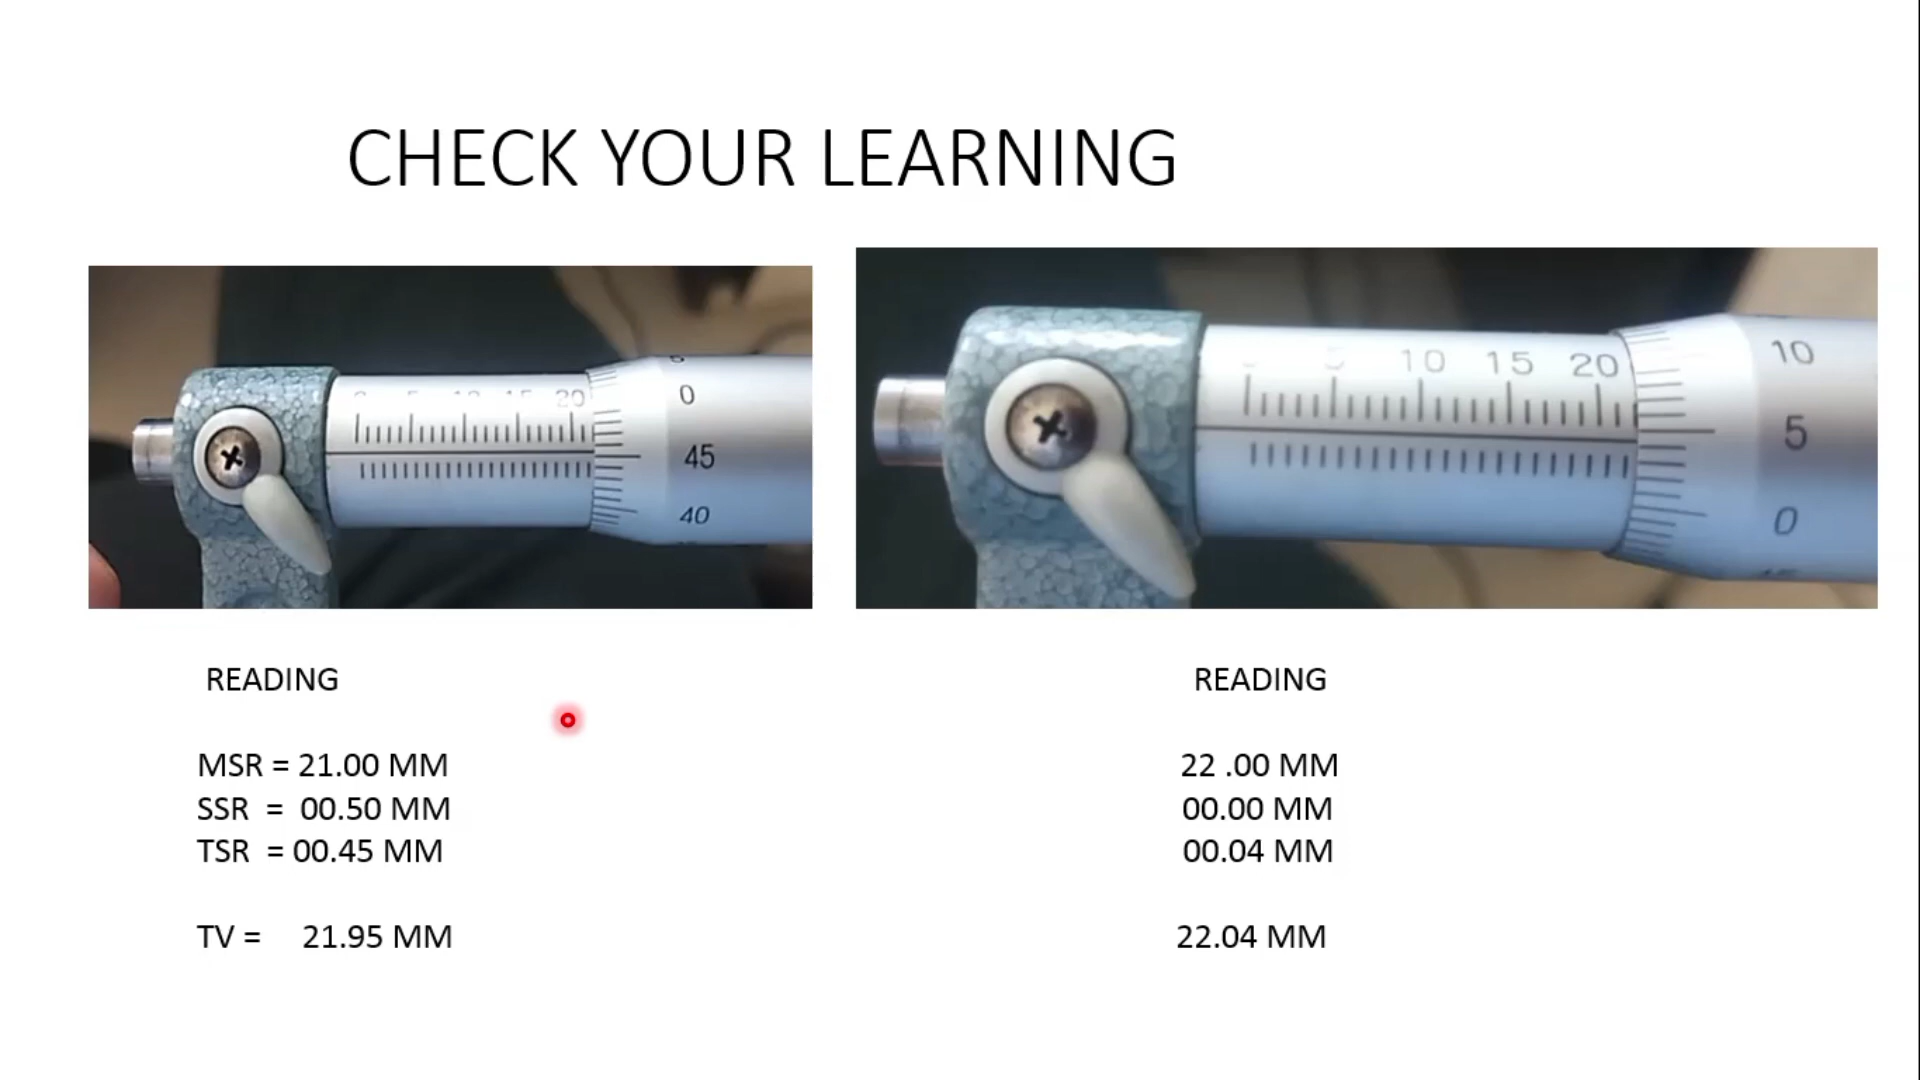 CHECK YOUR LEARNING
0
45
40
10 15 20
10
5
0
READING
MSR = 21.00 MM
SSR = 00.50 MM
TSR = 00.45 MM
TV = 21.95 MM
READING
22 .00 MM
00.00 MM
00.04 MM
22.04 MM